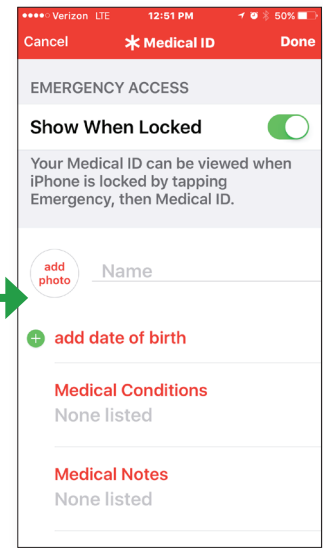 Verizon LTE 12:51 PM 50%
Cancel Medical ID Done
EMERGENCY ACCESS
Show When Locked
Your Medical ID can be viewed when
iPhone is locked by tapping
Emergency, then Medical ID.
add
photo
Name
add date of birth
Medical Conditions
None listed
Medical Notes
None listed